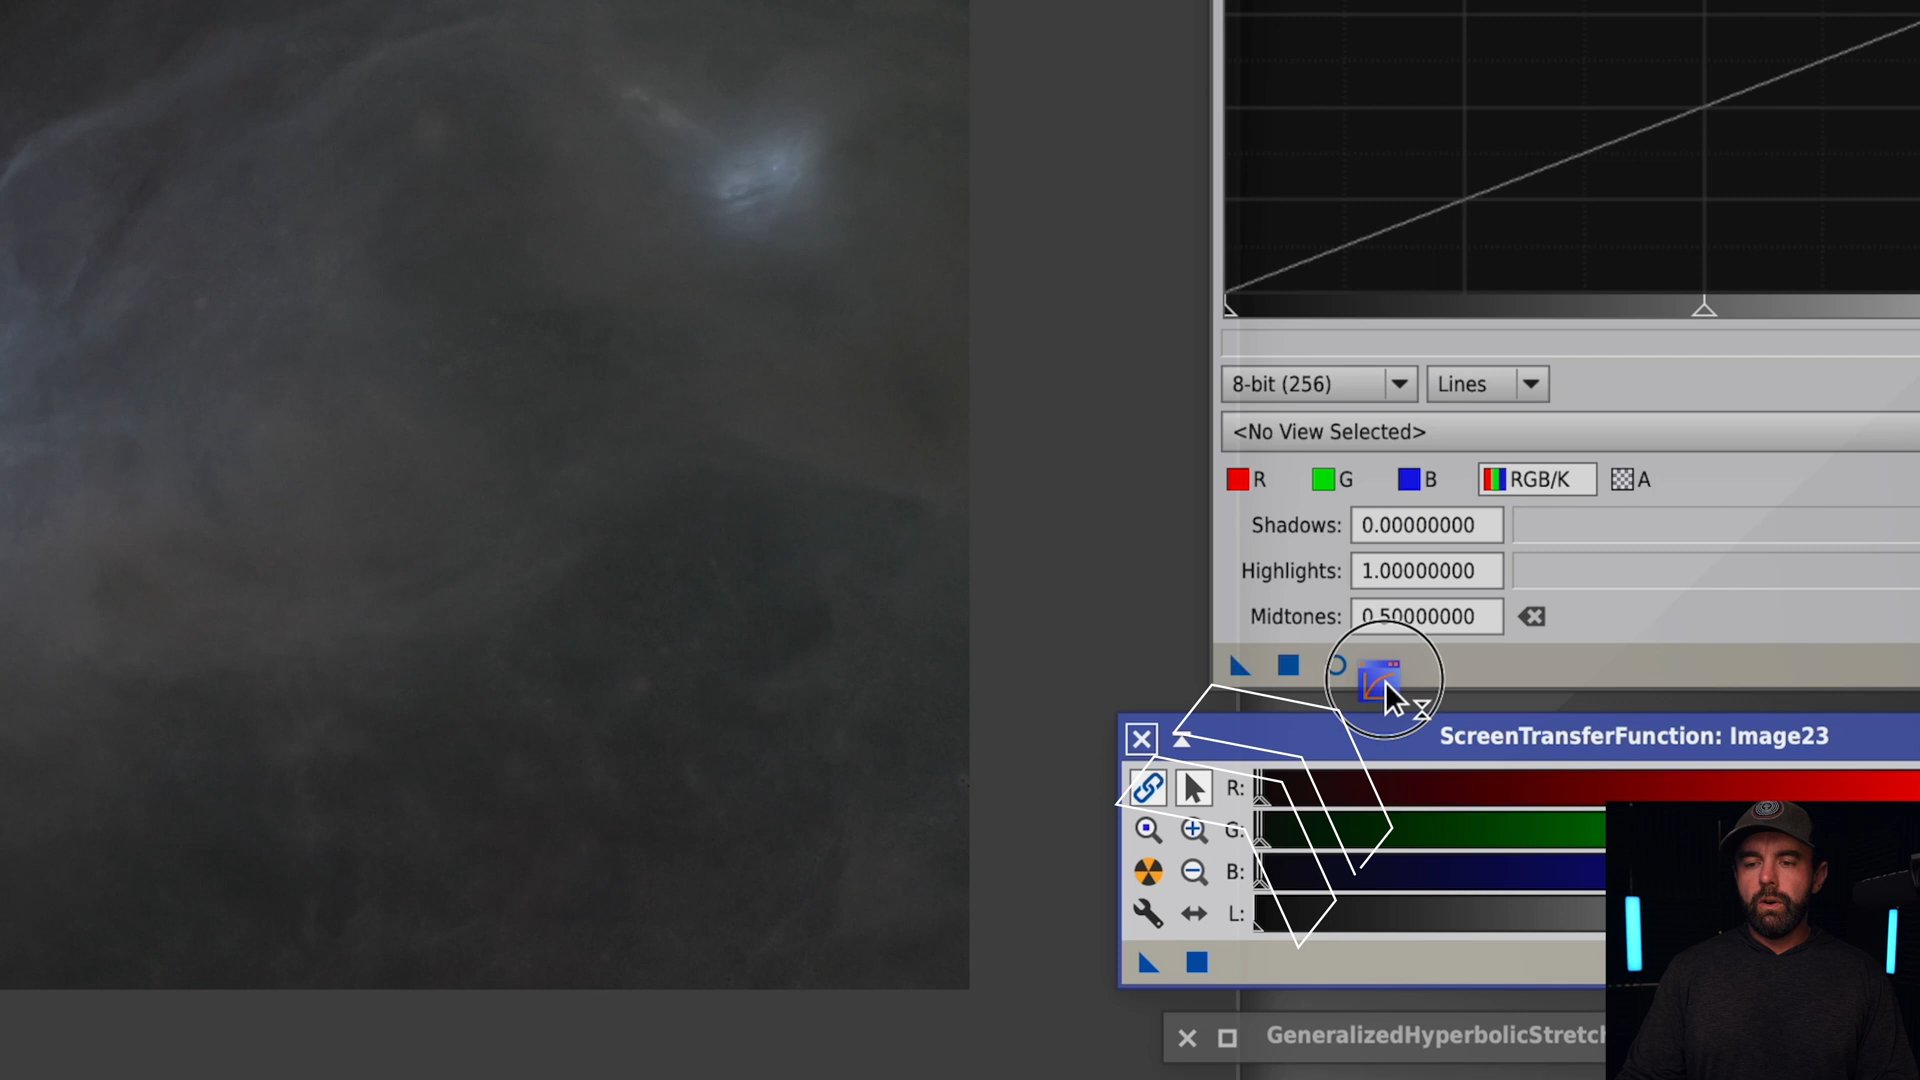 8-bit (256)
Lines
<No View Selected>
R
G
B
RGB/K
A
Shadows: 0.00000000
Highlights: 1.00000000
Midtones: 0.50000000
ScreenTransferFunction: Image23
R:
G:
B:
L:
GeneralizedHyperbolicStretch